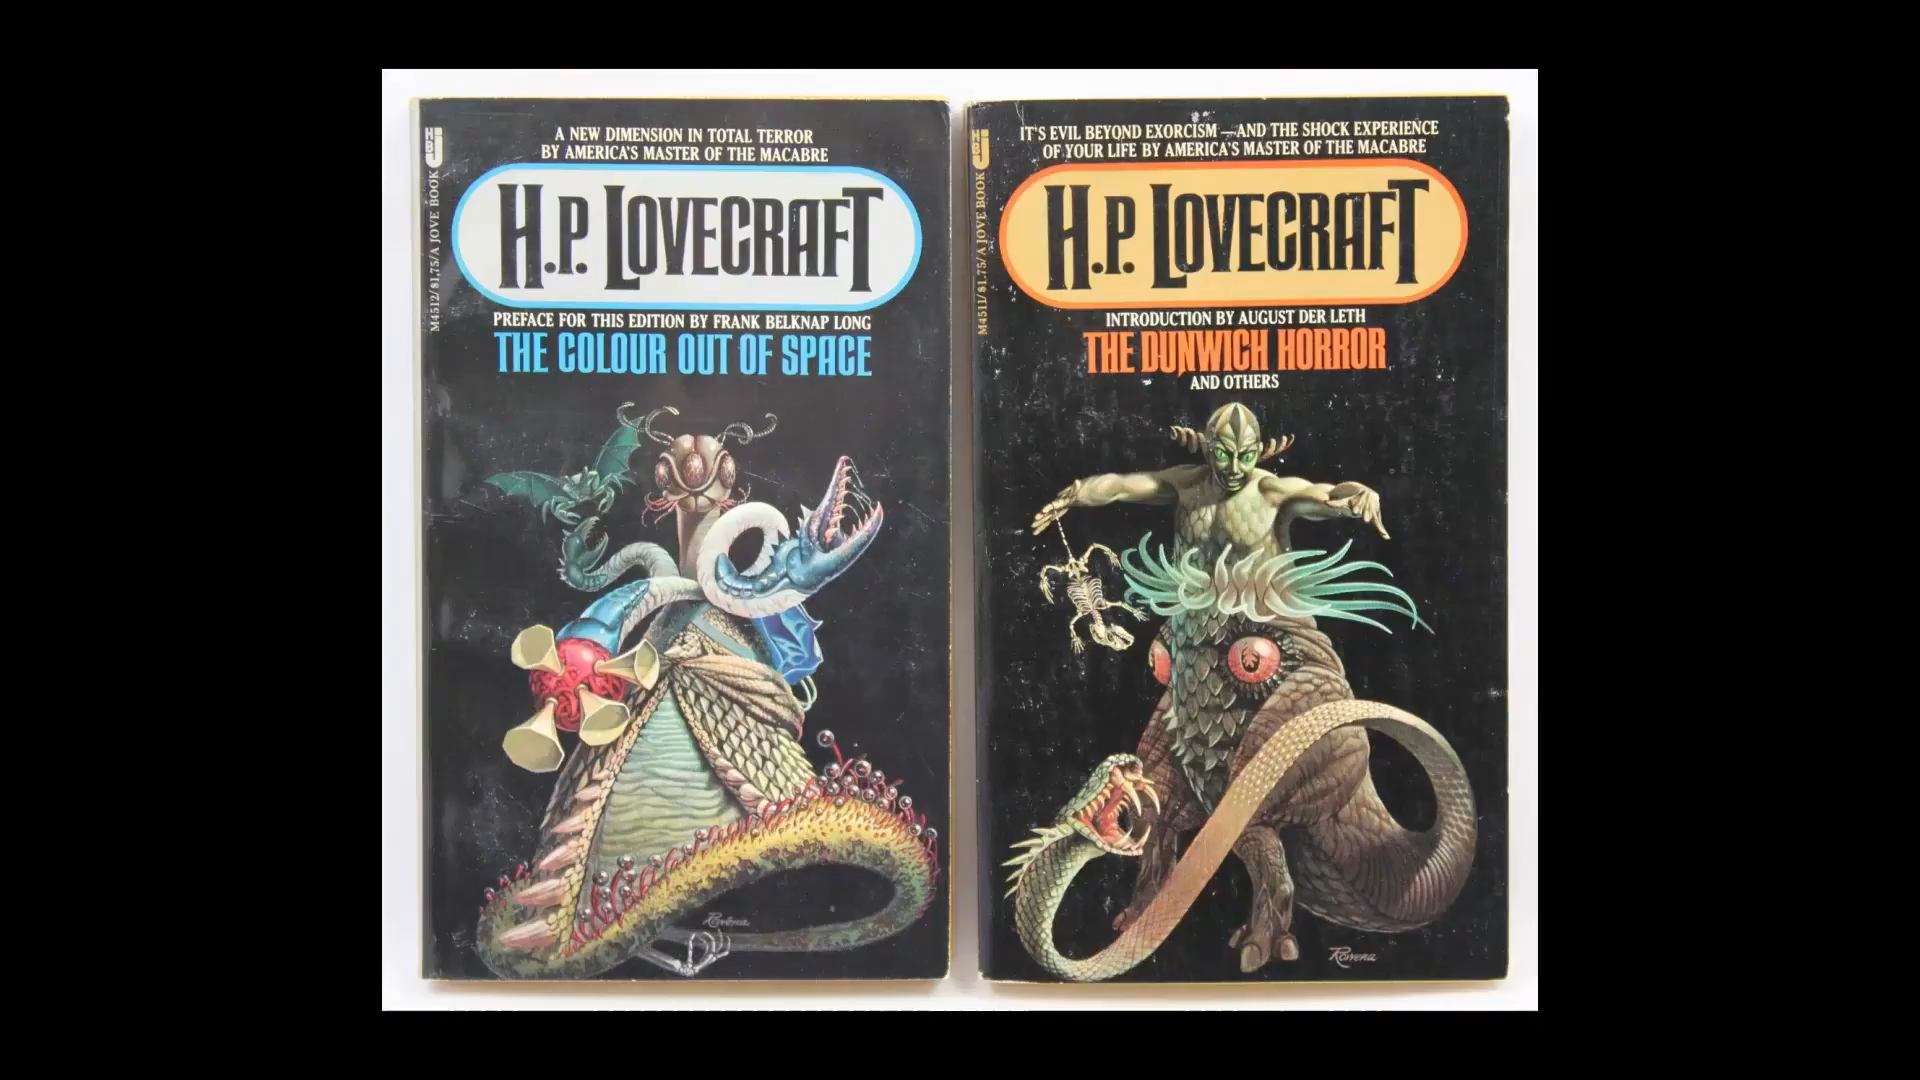 HBJ
M4512/$1.75/A JOVE BOOK
A NEW DIMENSION IN TOTAL TERROR
BY AMERICA'S MASTER OF THE MACABRE
H.P. LOVECRAFT
PREFACE FOR THIS EDITION BY FRANK BELKNAP LONG
THE COLOUR OUT OF SPACE
Rowena
HBJ
M4511/$1.75/A JOVE BOOK
IT'S EVIL BEYOND EXORCISM—AND THE SHOCK EXPERIENCE
OF YOUR LIFE BY AMERICA'S MASTER OF THE MACABRE
H.P. LOVECRAFT
INTRODUCTION BY AUGUST DER LETH
THE DUNWICH HORROR
AND OTHERS
Rowena